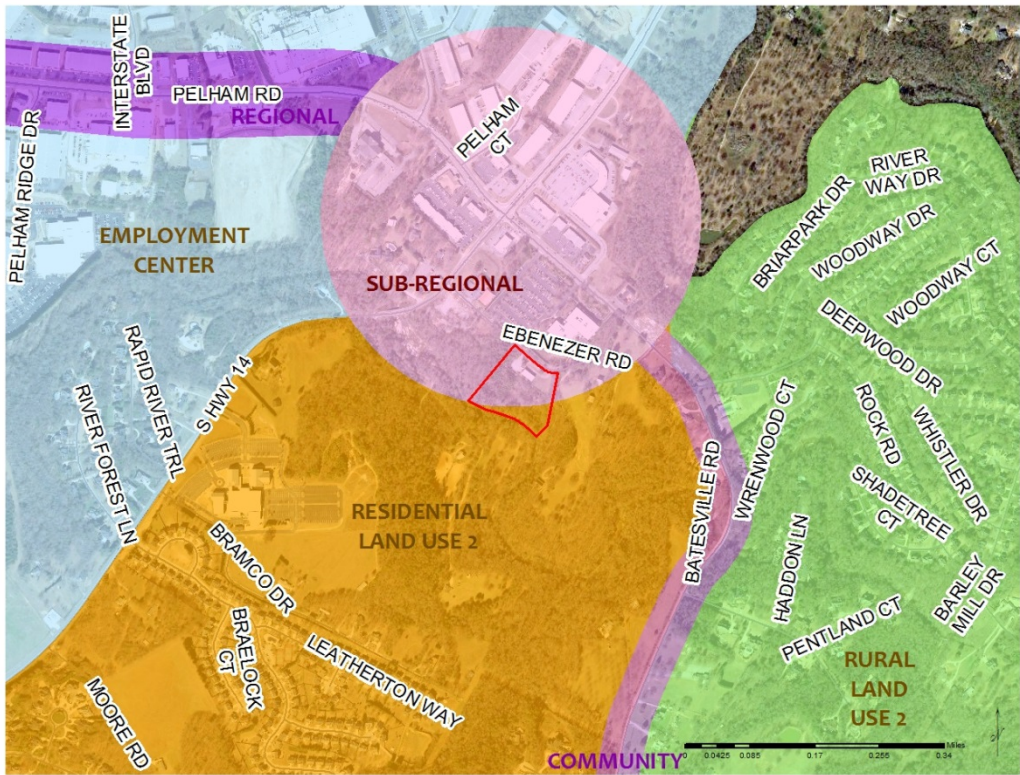 INTERSTATE
BLVD
PELHAM RD
REGIONAL
PELHAM
CT
PELHAM RIDGE DR
RIVER
WAY DR
BRIARPARK DR
WOODWAY DR
WOODWAY CT
EMPLOYMENT
CENTER
SUB-REGIONAL
EBENEZER RD
DEEPWOOD DR
RAPID RIVER TRL
RIVER FOREST LN
S HWY 14
ROCK RD
WHISTLER DR
WRENWOOD CT
BATESVILLE RD
SHADETREE
CT
RESIDENTIAL
LAND USE 2
BRAMCO DR
HADDON LN
BARLEY
MILL DR
PENTLAND CT
BRAELOCK
CT
LEATHERTON WAY
RURAL
LAND
USE 2
MOORE RD
COMMUNITY
Miles
0 0.0425 0.085 0.17 0.255 0.34